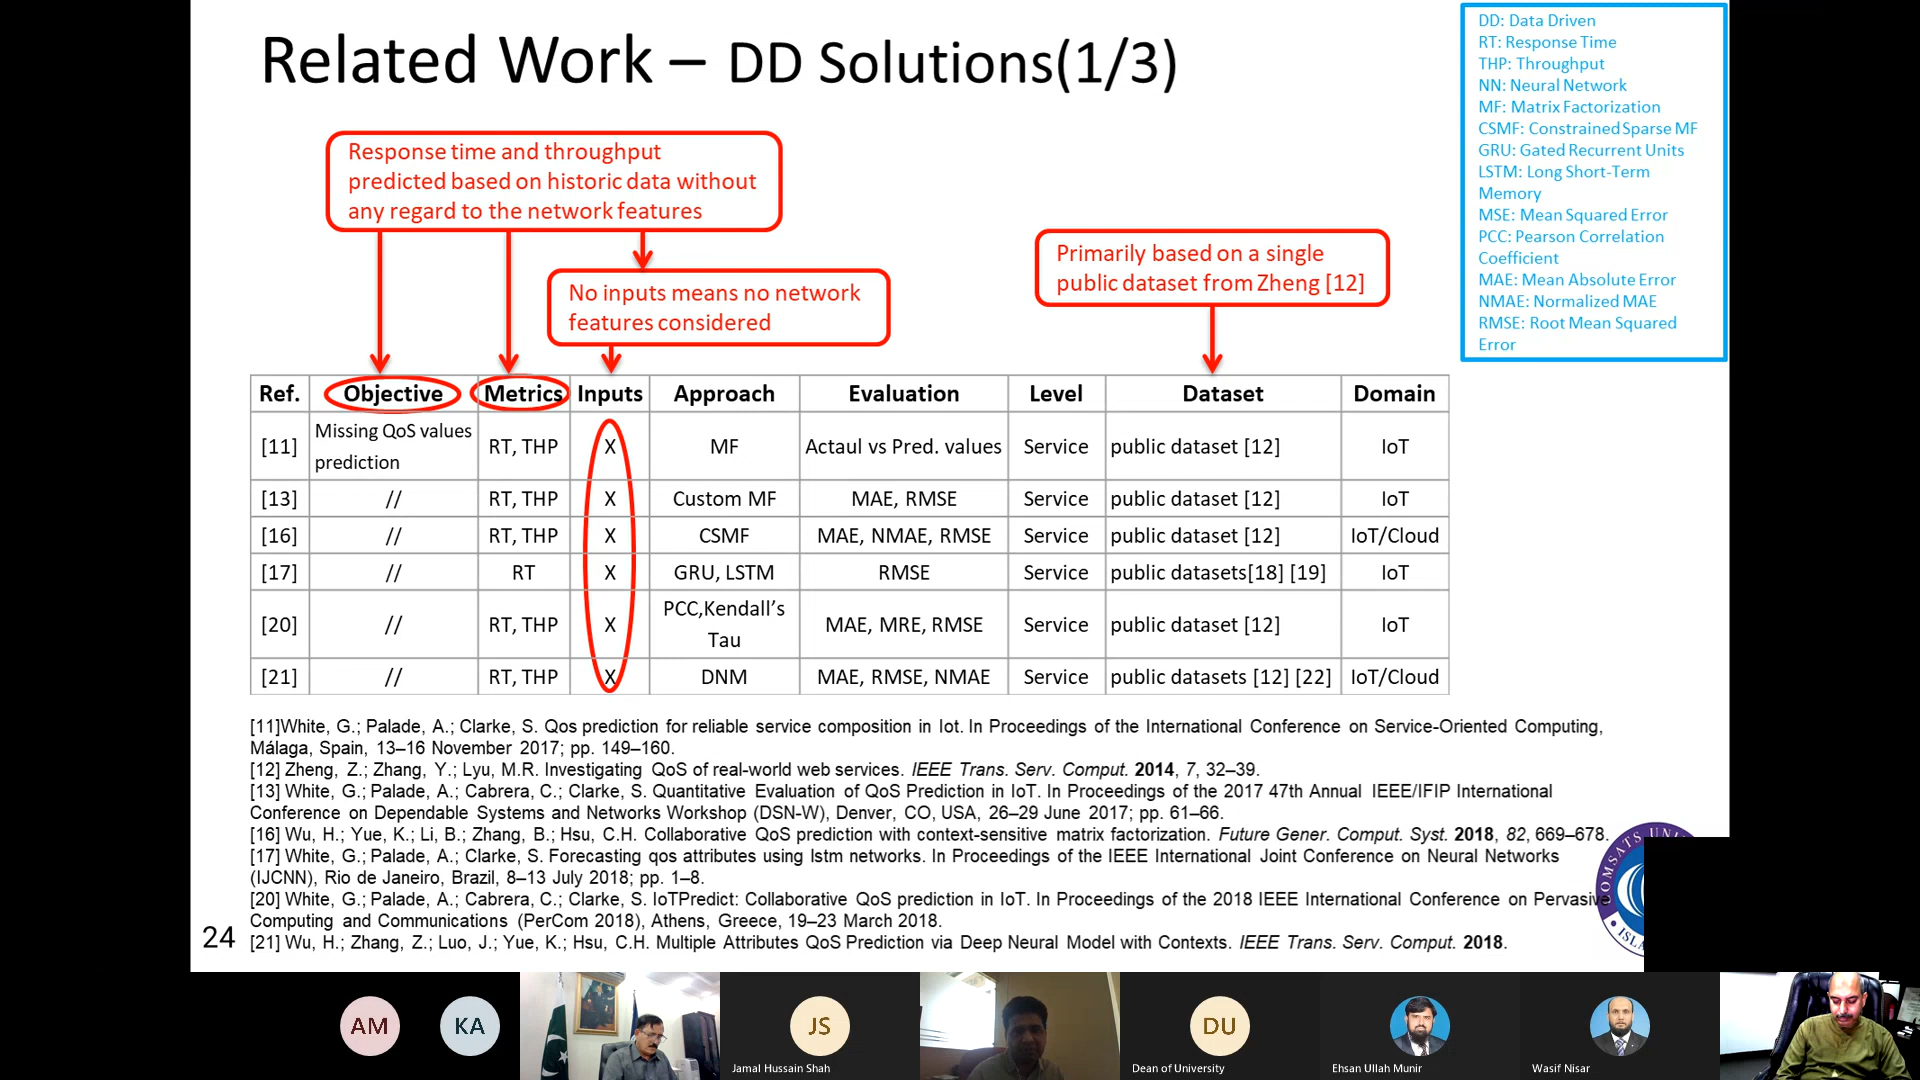 Related Work – DD Solutions(1/3)
DD: Data Driven
RT: Response Time
THP: Throughput
NN: Neural Network
MF: Matrix Factorization
CSMF: Constrained Sparse MF
GRU: Gated Recurrent Units
LSTM: Long Short-Term
Memory
MSE: Mean Squared Error
PCC: Pearson Correlation
Coefficient
MAE: Mean Absolute Error
NMAE: Normalized MAE
RMSE: Root Mean Squared
Error
Response time and throughput
predicted based on historic data without
any regard to the network features
No inputs means no network
features considered
Primarily based on a single
public dataset from Zheng [12]
Ref. Objective Metrics Inputs Approach Evaluation Level Dataset Domain
[11] Missing QoS values prediction RT, THP X MF Actaul vs Pred. values Service public dataset [12] IoT
[13] // RT, THP X Custom MF MAE, RMSE Service public dataset [12] IoT
[16] // RT, THP X CSMF MAE, NMAE, RMSE Service public dataset [12] IoT/Cloud
[17] // RT X GRU, LSTM RMSE Service public datasets[18] [19] IoT
[20] // RT, THP X PCC,Kendall’s Tau MAE, MRE, RMSE Service public dataset [12] IoT
[21] // RT, THP X DNM MAE, RMSE, NMAE Service public datasets [12] [22] IoT/Cloud
[11]White, G.; Palade, A.; Clarke, S. Qos prediction for reliable service composition in Iot. In Proceedings of the International Conference on Service-Oriented Computing,
Málaga, Spain, 13–16 November 2017; pp. 149–160.
[12] Zheng, Z.; Zhang, Y.; Lyu, M.R. Investigating QoS of real-world web services. IEEE Trans. Serv. Comput. 2014, 7, 32–39.
[13] White, G.; Palade, A.; Cabrera, C.; Clarke, S. Quantitative Evaluation of QoS Prediction in IoT. In Proceedings of the 2017 47th Annual IEEE/IFIP International
Conference on Dependable Systems and Networks Workshop (DSN-W), Denver, CO, USA, 26–29 June 2017; pp. 61–66.
[16] Wu, H.; Yue, K.; Li, B.; Zhang, B.; Hsu, C.H. Collaborative QoS prediction with context-sensitive matrix factorization. Future Gener. Comput. Syst. 2018, 82, 669–678.
[17] White, G.; Palade, A.; Clarke, S. Forecasting qos attributes using lstm networks. In Proceedings of the IEEE International Joint Conference on Neural Networks
(IJCNN), Rio de Janeiro, Brazil, 8–13 July 2018; pp. 1–8.
[20] White, G.; Palade, A.; Cabrera, C.; Clarke, S. IoTPredict: Collaborative QoS prediction in IoT. In Proceedings of the 2018 IEEE International Conference on Pervasive
Computing and Communications (PerCom 2018), Athens, Greece, 19–23 March 2018.
[21] Wu, H.; Zhang, Z.; Luo, J.; Yue, K.; Hsu, C.H. Multiple Attributes QoS Prediction via Deep Neural Model with Contexts. IEEE Trans. Serv. Comput. 2018.
24
AM
KA
JS
Jamal Hussain Shah
DU
Dean of University
Ehsan Ullah Munir
Wasif Nisar